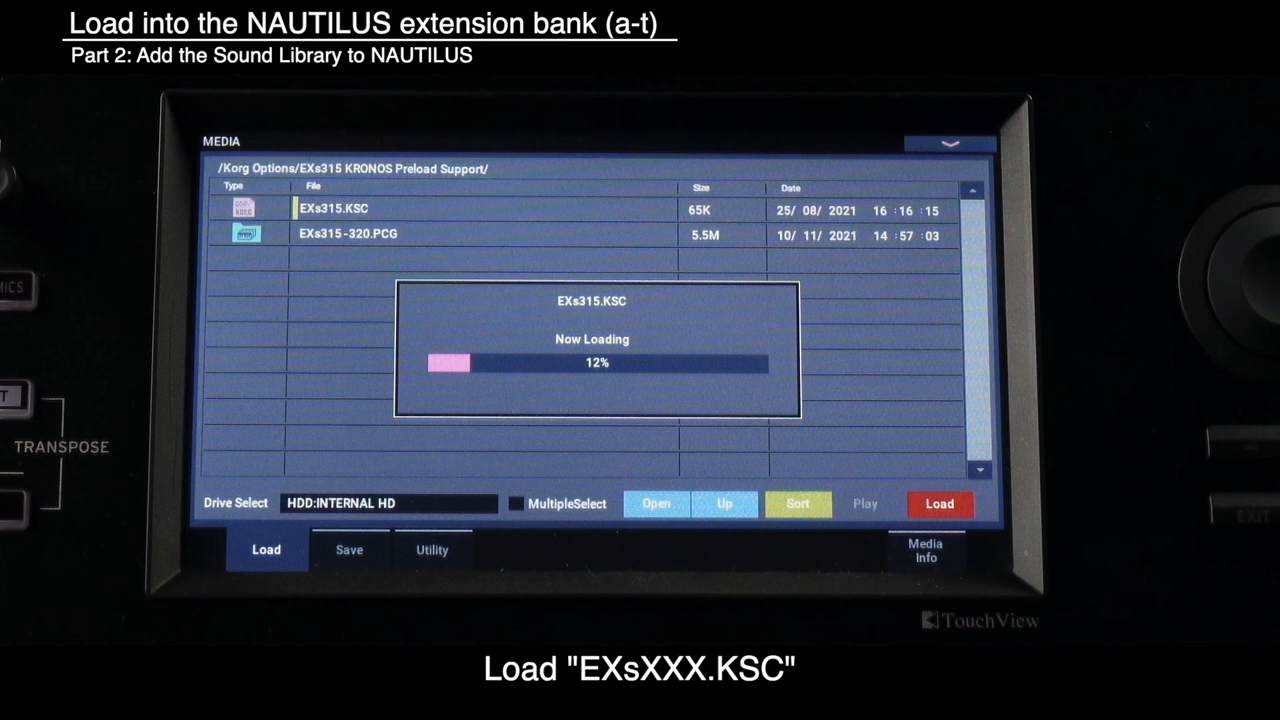 Load into the NAUTILUS extension bank (a-t)
Part 2: Add the Sound Library to NAUTILUS
MEDIA
/Korg Options/EXs315 KRONOS Preload Support/
Type File Size Date
EXs315.KSC 65K 25/ 08/ 2021 16 :16 :15
EXs315-320.PCG 5.5M 10/ 11/ 2021 14 :57 :03
EXs315.KSC
Now Loading
12%
MICS
T
TRANSPOSE
Drive Select HDD:INTERNAL HD MultipleSelect Open Up Sort Play Load
EXIT
Load Save Utility Media
Info
TouchView
Load "EXsXXX.KSC"